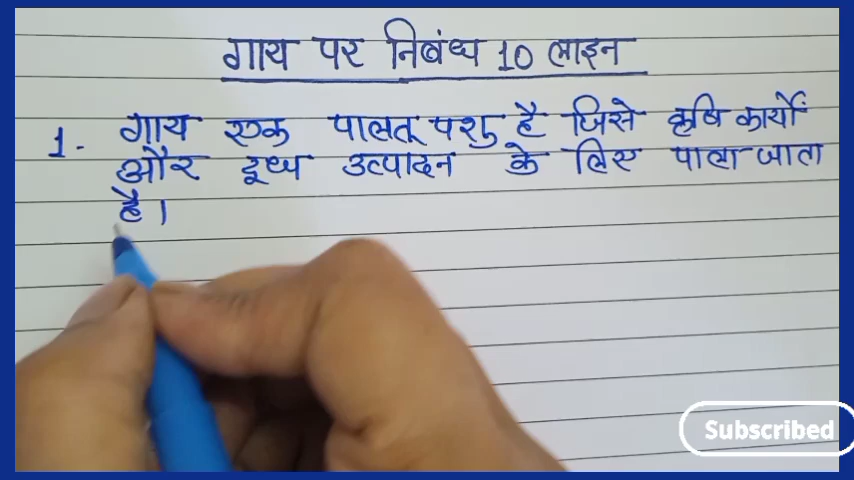 गाय पर निबंध 10 लाइन
1. गाय एक पालतू पशु है जिसे कृषि कार्यों
और दूध उत्पादन के लिए पाला जाता
है।
Subscribed